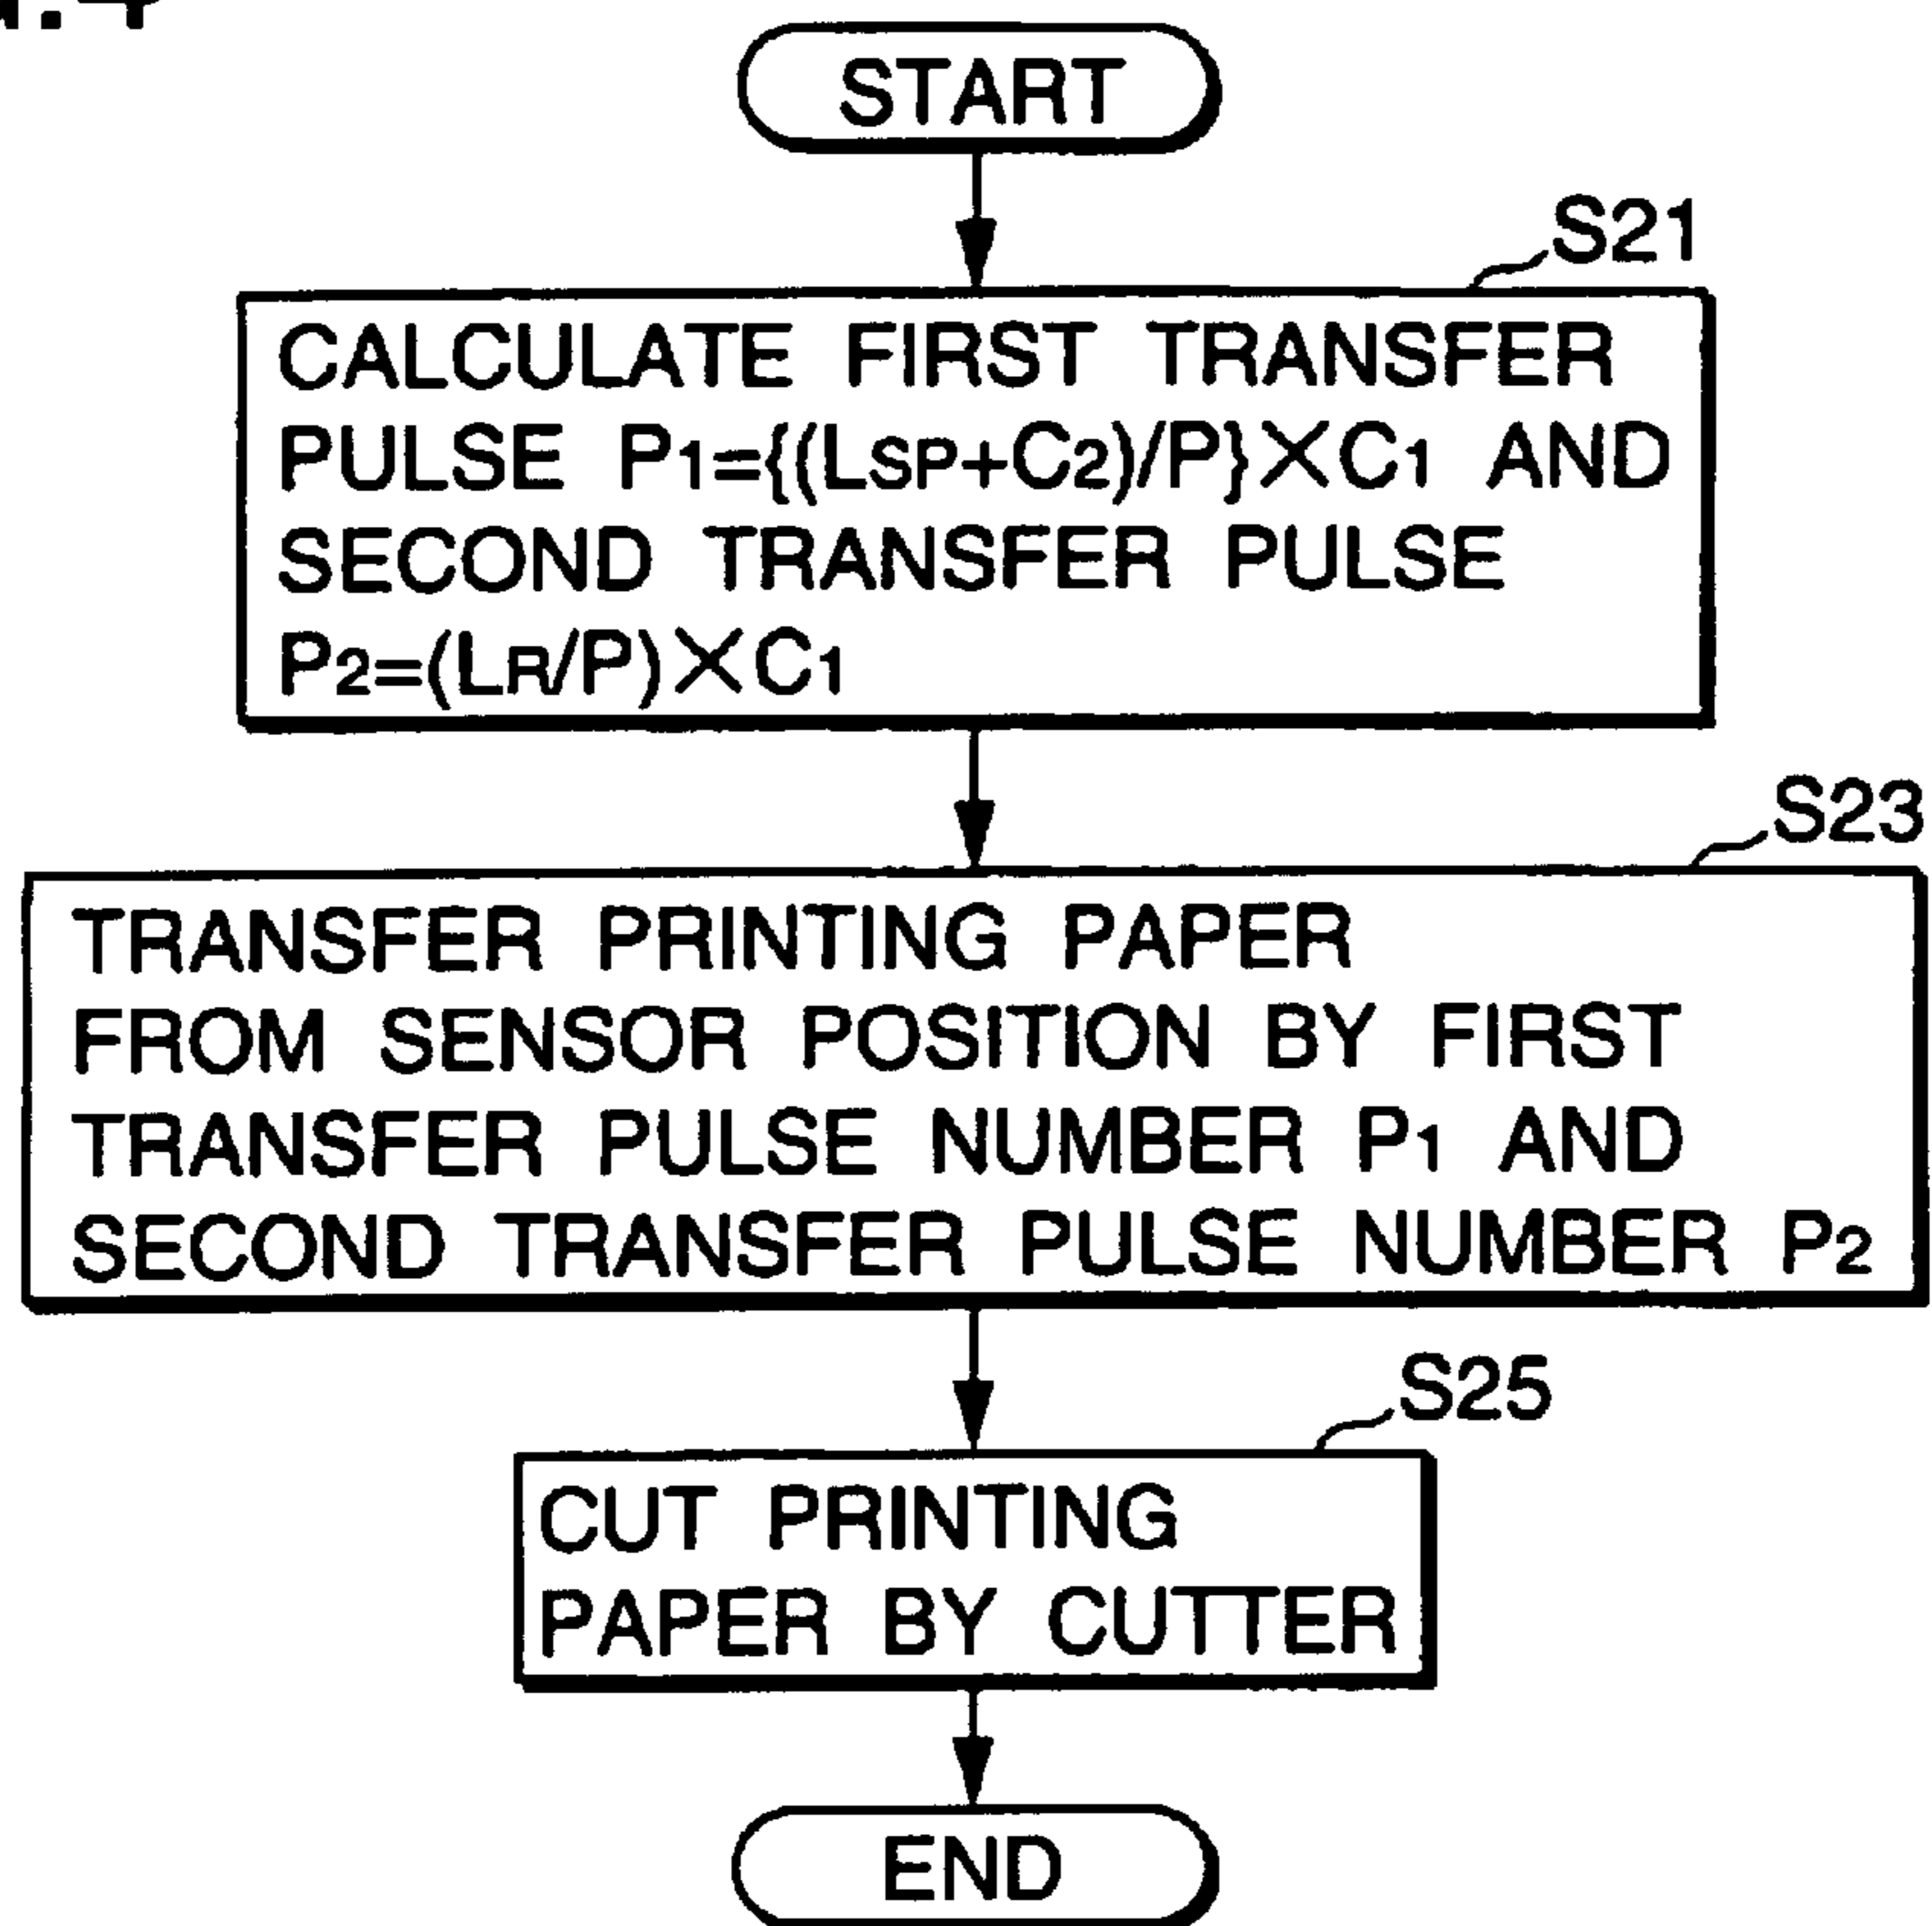 START
S21
CALCULATE FIRST TRANSFER
PULSE P1={(LSP+C2)/P}×C1 AND
SECOND TRANSFER PULSE
P2=(LR/P)×C1
S23
TRANSFER PRINTING PAPER
FROM SENSOR POSITION BY FIRST
TRANSFER PULSE NUMBER P1 AND
SECOND TRANSFER PULSE NUMBER P2
S25
CUT PRINTING
PAPER BY CUTTER
END